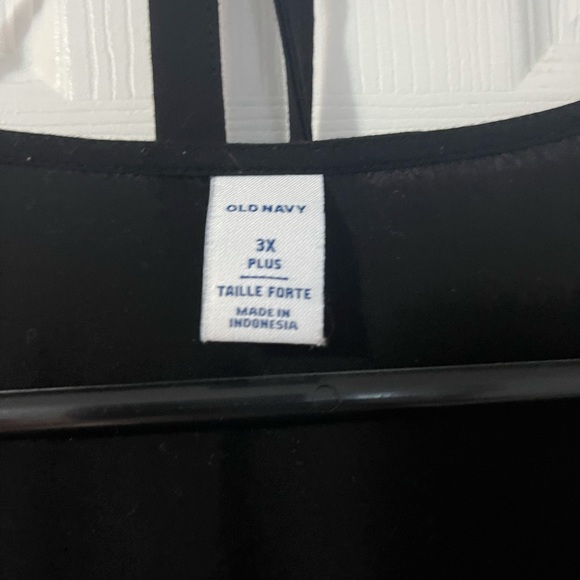 OLD NAVY
3X
PLUS
TAILLE FORTE
MADE IN
INDONESIA